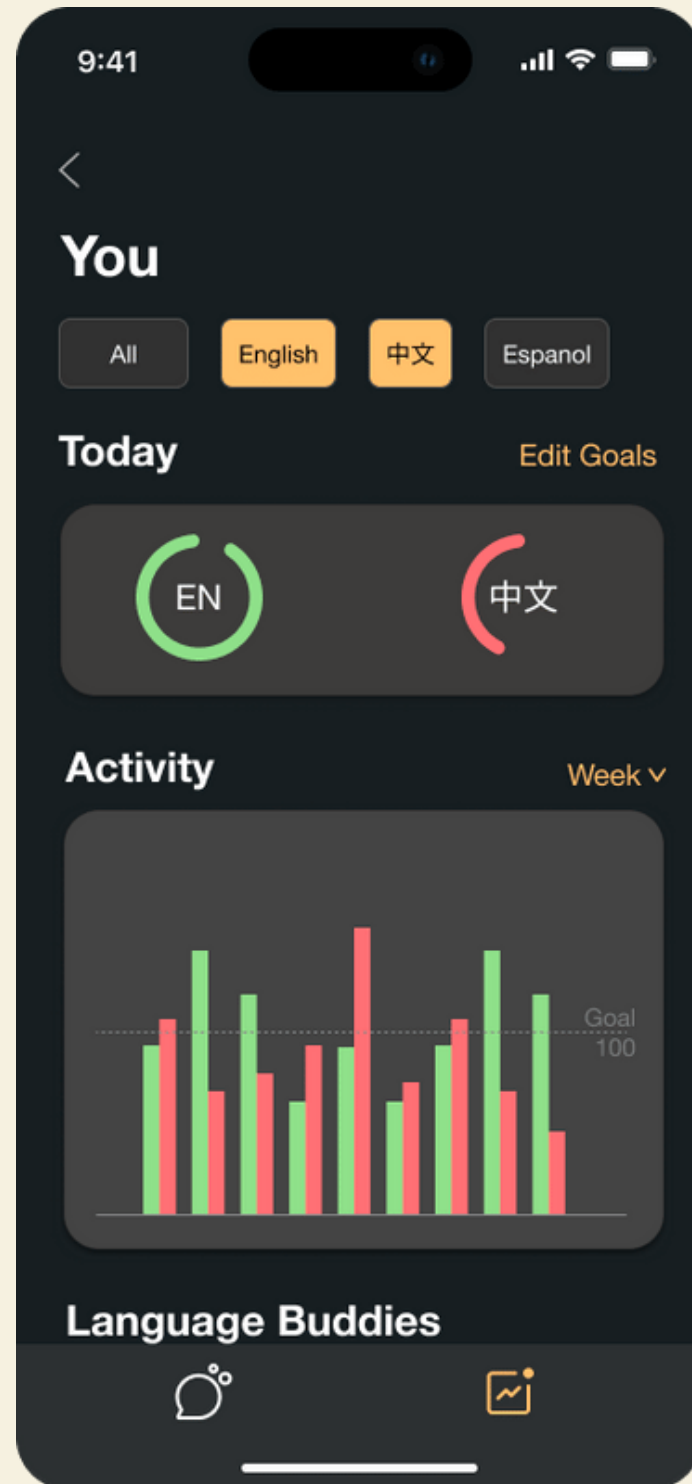 9:41
You
All English 中文 Espanol
Today Edit Goals
EN 中文
Activity Week
Goal
100
Language Buddies